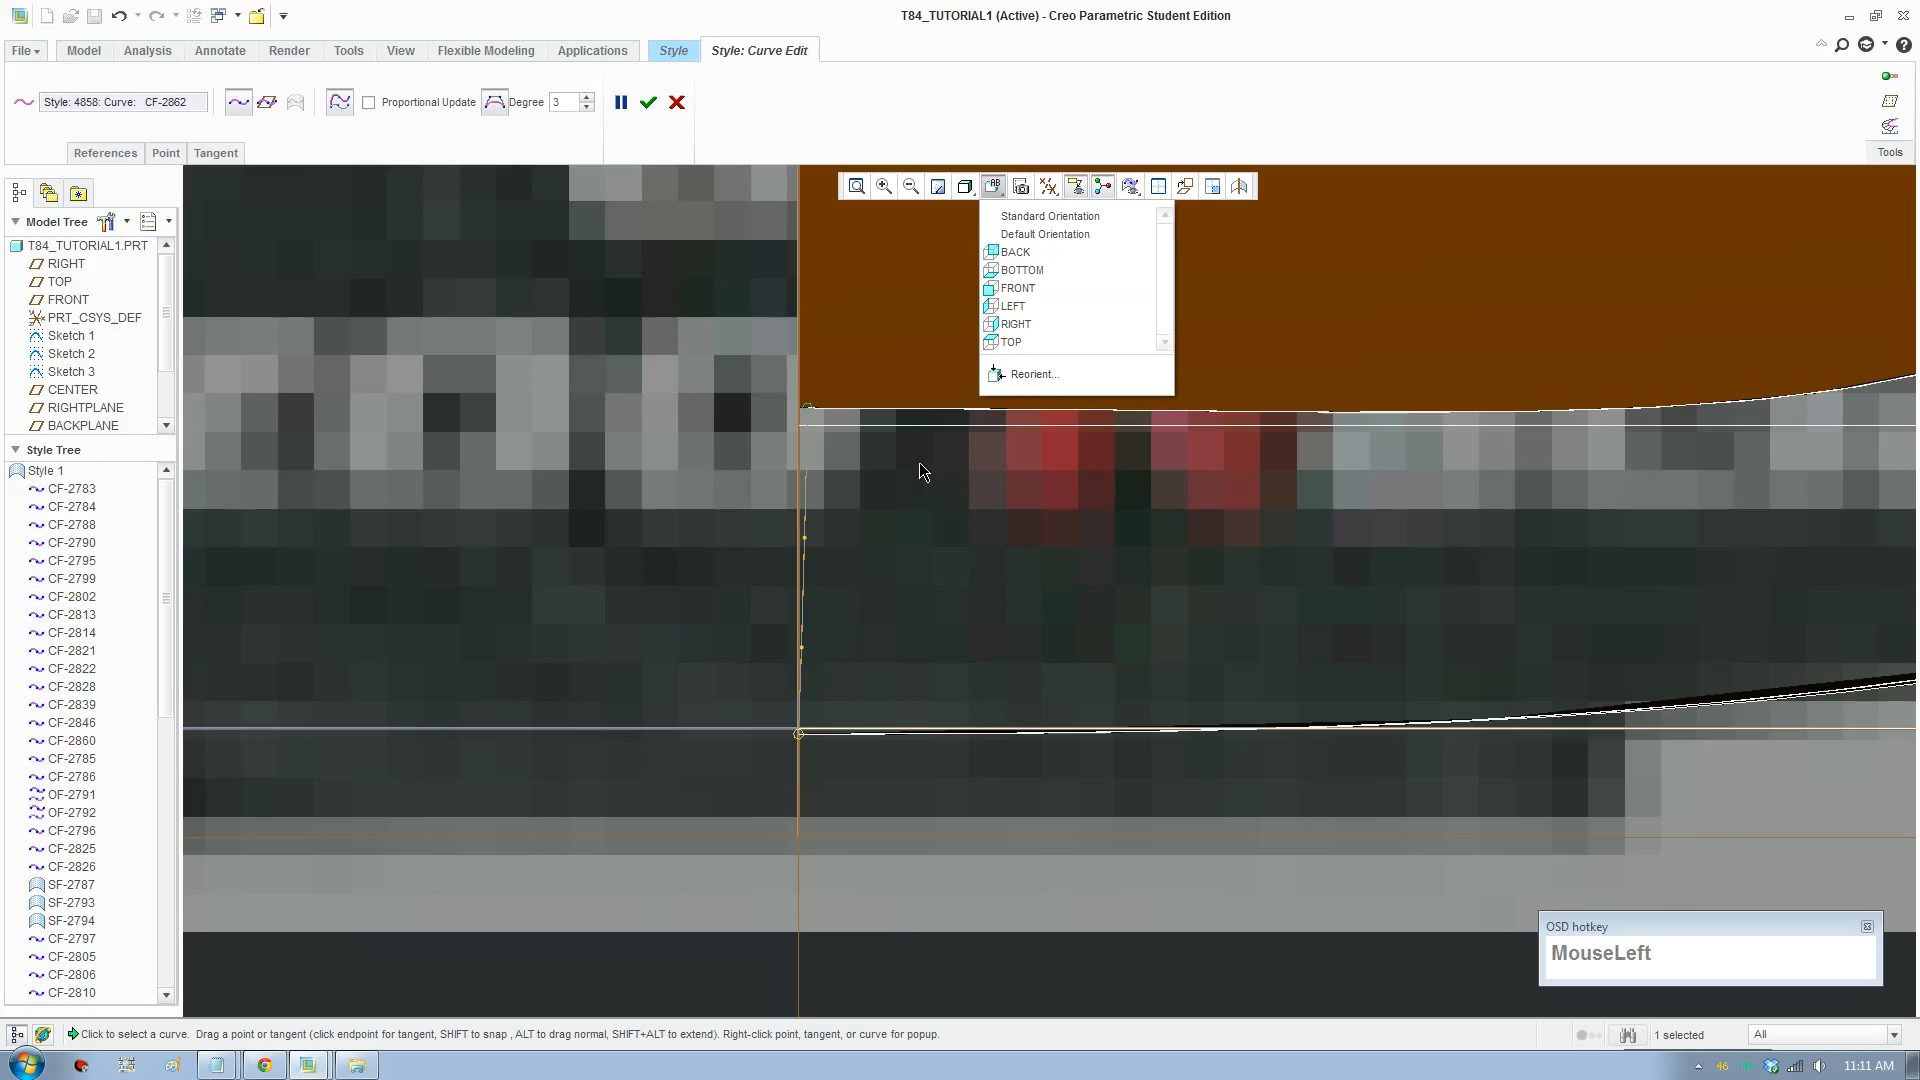 T84_TUTORIAL1 (Active) - Creo Parametric Student Edition
File
Model
Analysis
Annotate
Render
Tools
View
Flexible Modeling
Applications
Style
Style: Curve Edit
Style: 4858: Curve: CF-2862
Proportional Update
Degree
3
References
Point
Tangent
Tools
Model Tree
T84_TUTORIAL1.PRT
RIGHT
TOP
FRONT
PRT_CSYS_DEF
Sketch 1
Sketch 2
Sketch 3
CENTER
RIGHTPLANE
BACKPLANE
Style Tree
Style 1
CF-2783
CF-2784
CF-2788
CF-2790
CF-2795
CF-2799
CF-2802
CF-2813
CF-2814
CF-2821
CF-2822
CF-2828
CF-2839
CF-2846
CF-2860
CF-2785
CF-2786
OF-2791
OF-2792
CF-2796
CF-2825
CF-2826
SF-2787
SF-2793
SF-2794
CF-2797
CF-2805
CF-2806
CF-2810
Standard Orientation
Default Orientation
BACK
BOTTOM
FRONT
LEFT
RIGHT
TOP
Reorient...
OSD hotkey
MouseLeft
Click to select a curve. Drag a point or tangent (click endpoint for tangent, SHIFT to snap , ALT to drag normal, SHIFT+ALT to extend). Right-click point, tangent, or curve for popup.
1 selected
All
46
11:11 AM